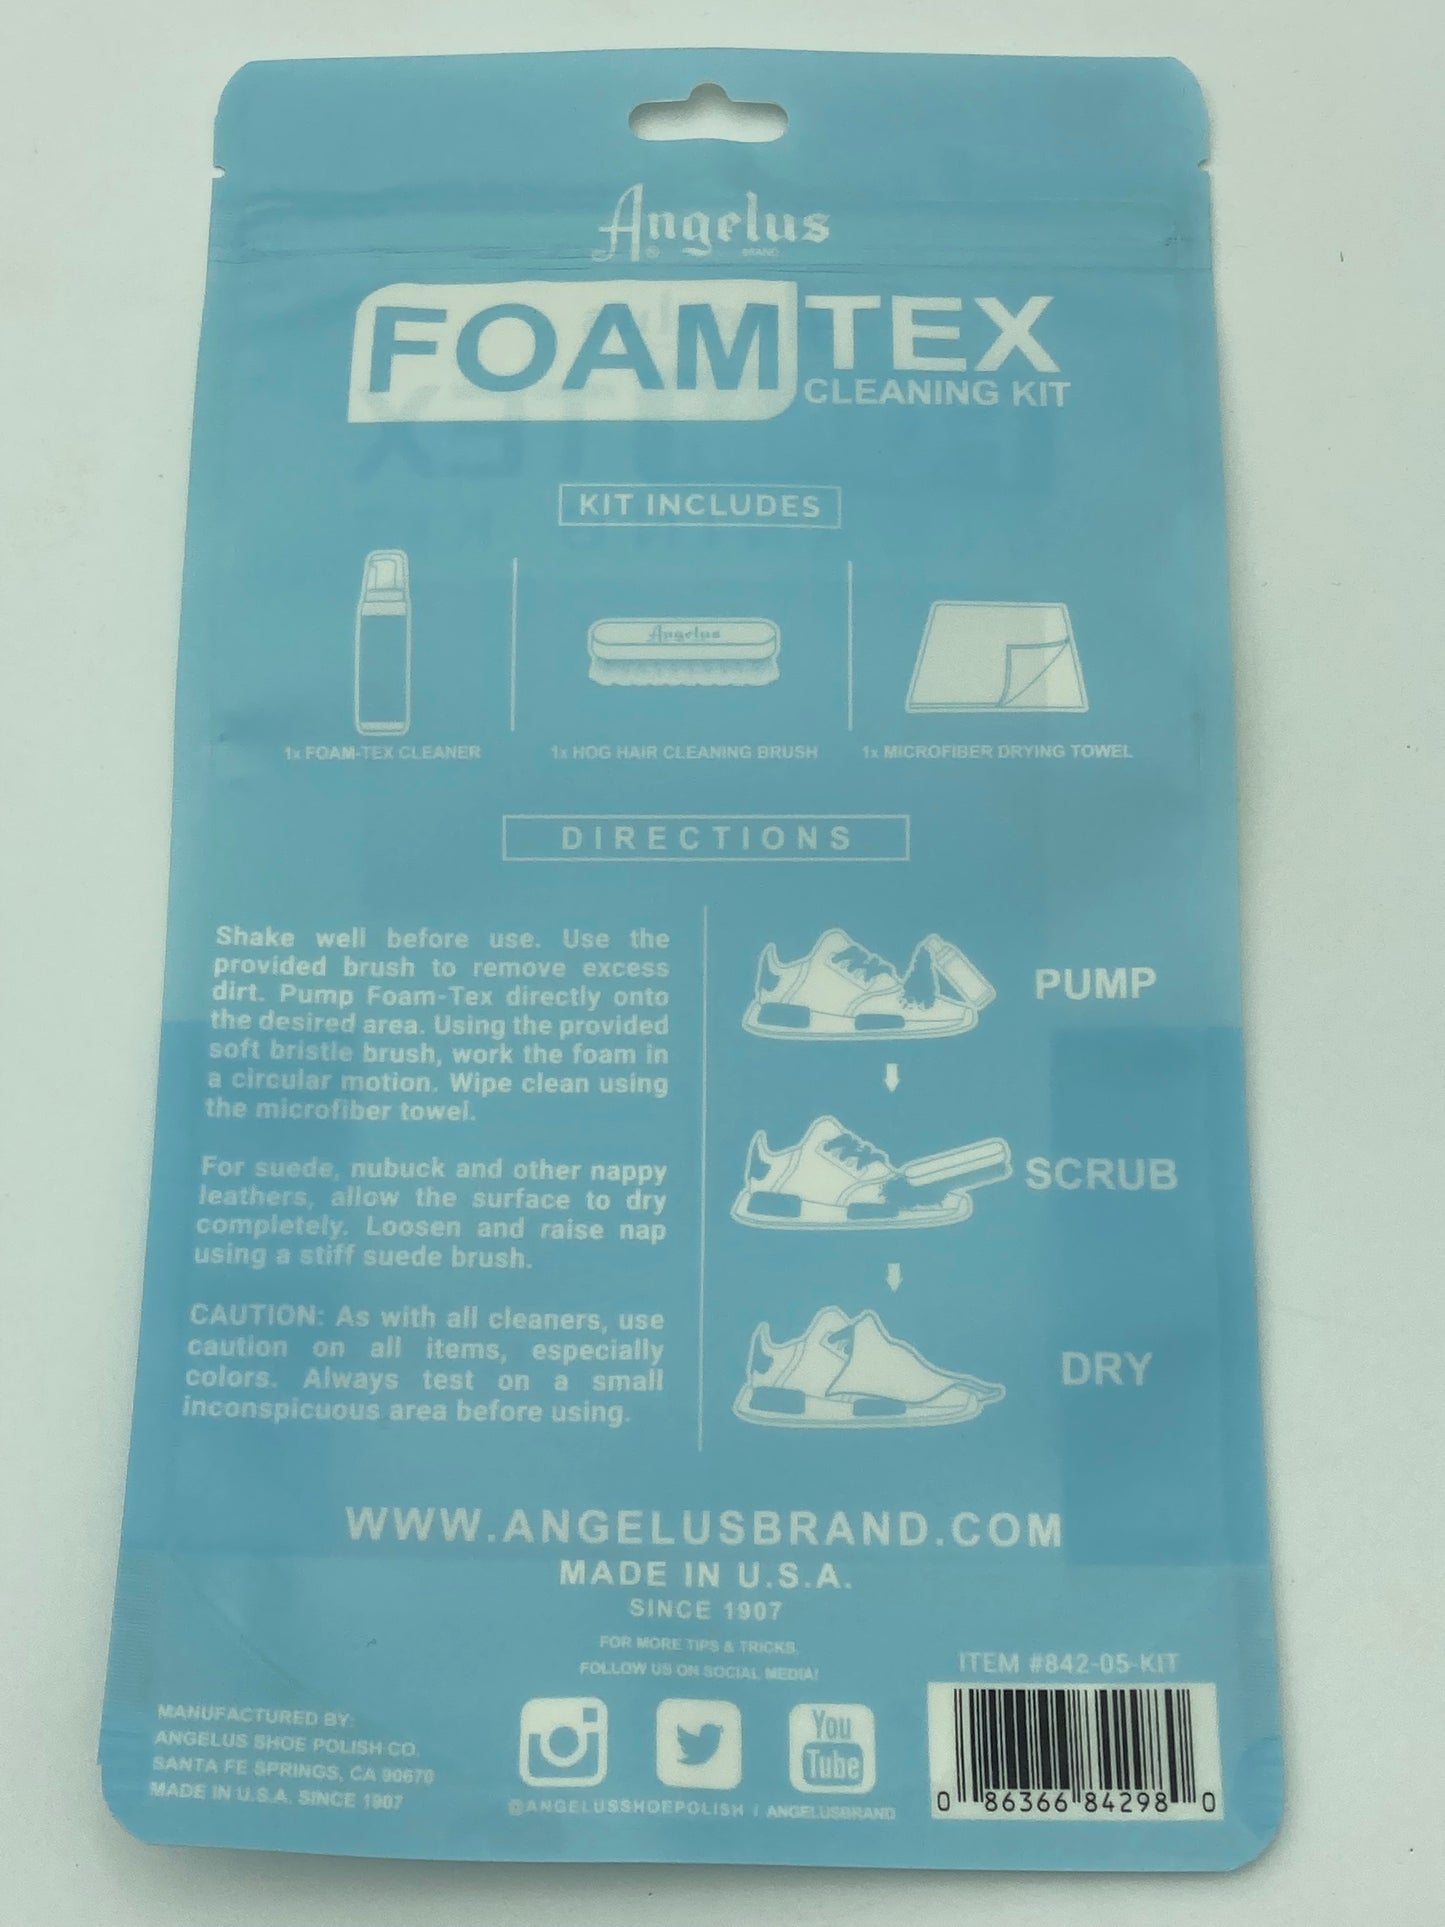 Angelus
®
BRAND
FOAMTEX
CLEANING KIT
KIT INCLUDES
Angelus
1x FOAM-TEX CLEANER
1x HOG HAIR CLEANING BRUSH
1x MICROFIBER DRYING TOWEL
DIRECTIONS
Shake well before use. Use the
provided brush to remove excess
dirt. Pump Foam-Tex directly onto
the desired area. Using the provided
soft bristle brush, work the foam in
a circular motion. Wipe clean using
the microfiber towel.
For suede, nubuck and other nappy
leathers, allow the surface to dry
completely. Loosen and raise nap
using a stiff suede brush.
CAUTION: As with all cleaners, use
caution on all items, especially
colors. Always test on a small
inconspicuous area before using.
PUMP
SCRUB
DRY
WWW.ANGELUSBRAND.COM
MADE IN U.S.A.
SINCE 1907
FOR MORE TIPS & TRICKS,
FOLLOW US ON SOCIAL MEDIA!
MANUFACTURED BY:
ANGELUS SHOE POLISH CO.
SANTA FE SPRINGS, CA 90670
MADE IN U.S.A. SINCE 1907
You
Tube
@ANGELUSSHOEPOLISH / ANGELUSBRAND
ITEM #842-05-KIT
0 86366 84298 0